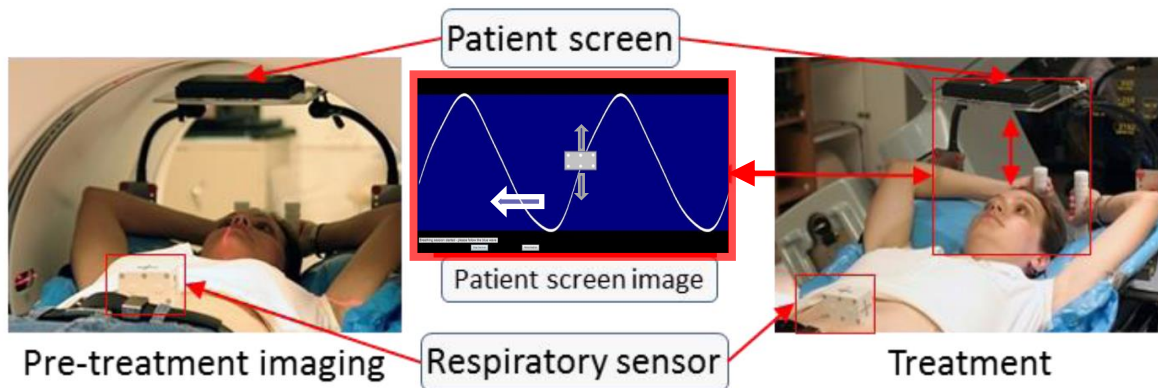 Patient screen
Patient screen image
Pre-treatment imaging
Respiratory sensor
Treatment